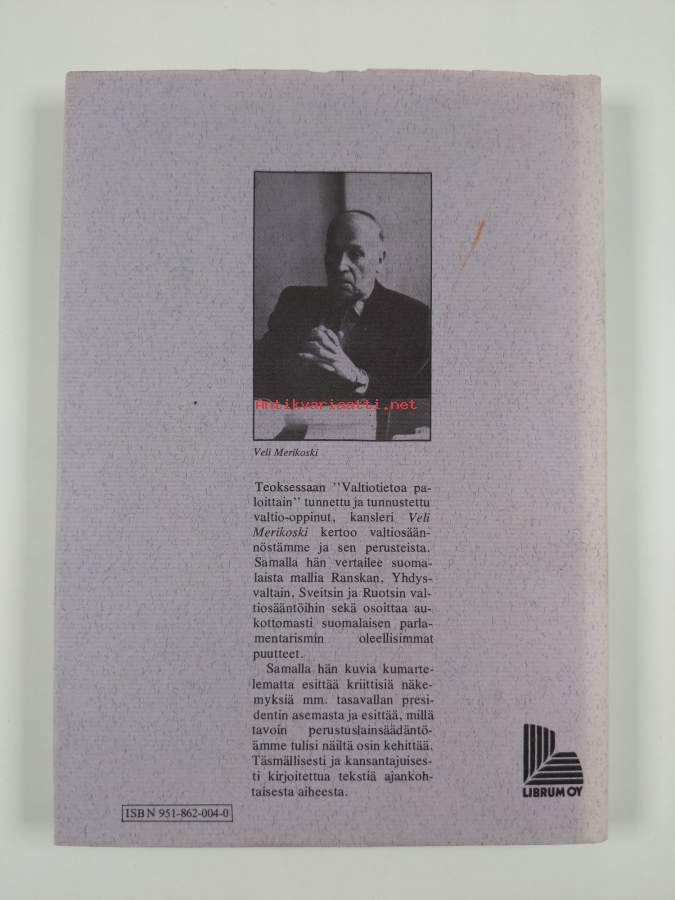 Antikvariaatti.net
Veli Merikoski
Teoksessaan "Valtiotietoa pa-
loittain" tunnettu ja tunnustettu
valtio-oppinut, kansleri Veli
Merikoski kertoo valtiosään-
nöstämme ja sen perusteista.
Samalla hän vertailee suoma-
laista mallia Ranskan, Yhdys-
valtain, Sveitsin ja Ruotsin val-
tiosääntöihin sekä osoittaa au-
kottomasti suomalaisen parla-
mentarismin oleellisimmat
puutteet.
Samalla hän kuvia kumarte-
lematta esittää kriittisiä näke-
myksiä mm. tasavallan presi-
dentin asemasta ja esittää, millä
tavoin perustuslainsäädäntö-
ämme tulisi näiltä osin kehittää.
Täsmällisesti ja kansantajuises-
ti kirjoitettua tekstiä ajankoh-
taisesta aiheesta.
LIBRUM OY
ISBN 951-862-004-0